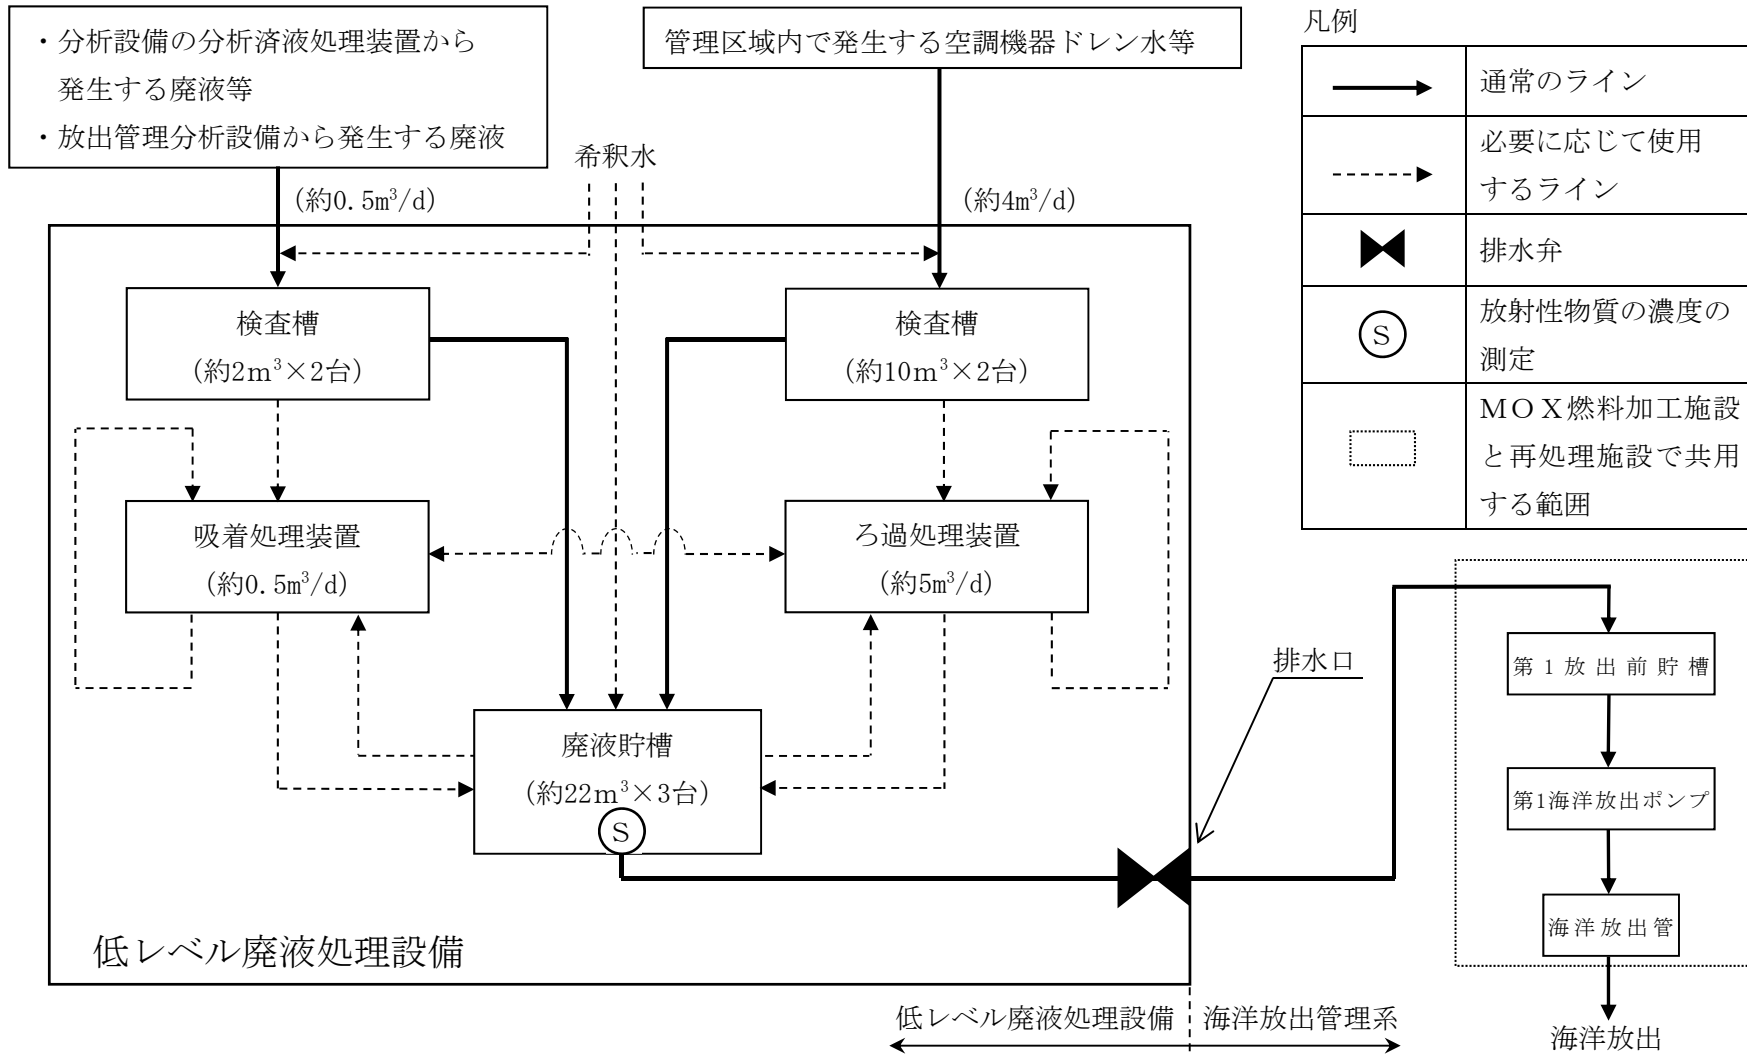 ・分析設備の分析済液処理装置から
発生する廃液等
・放出管理分析設備から発生する廃液
管理区域内で発生する空調機器ドレン水等
希釈水
(約0.5m³/d)
(約4m³/d)
検査槽
(約2m³×2台)
検査槽
(約10m³×2台)
吸着処理装置
(約0.5m³/d)
ろ過処理装置
(約5m³/d)
廃液貯槽
(約22m³×3台)
S
低レベル廃液処理設備
排水口
低レベル廃液処理設備
海洋放出管理系
凡例
通常のライン
必要に応じて使用
するライン
排水弁
S
放射性物質の濃度の
測定
MOX燃料加工施設
と再処理施設で共用
する範囲
第1放出前貯槽
第1海洋放出ポンプ
海洋放出管
海洋放出